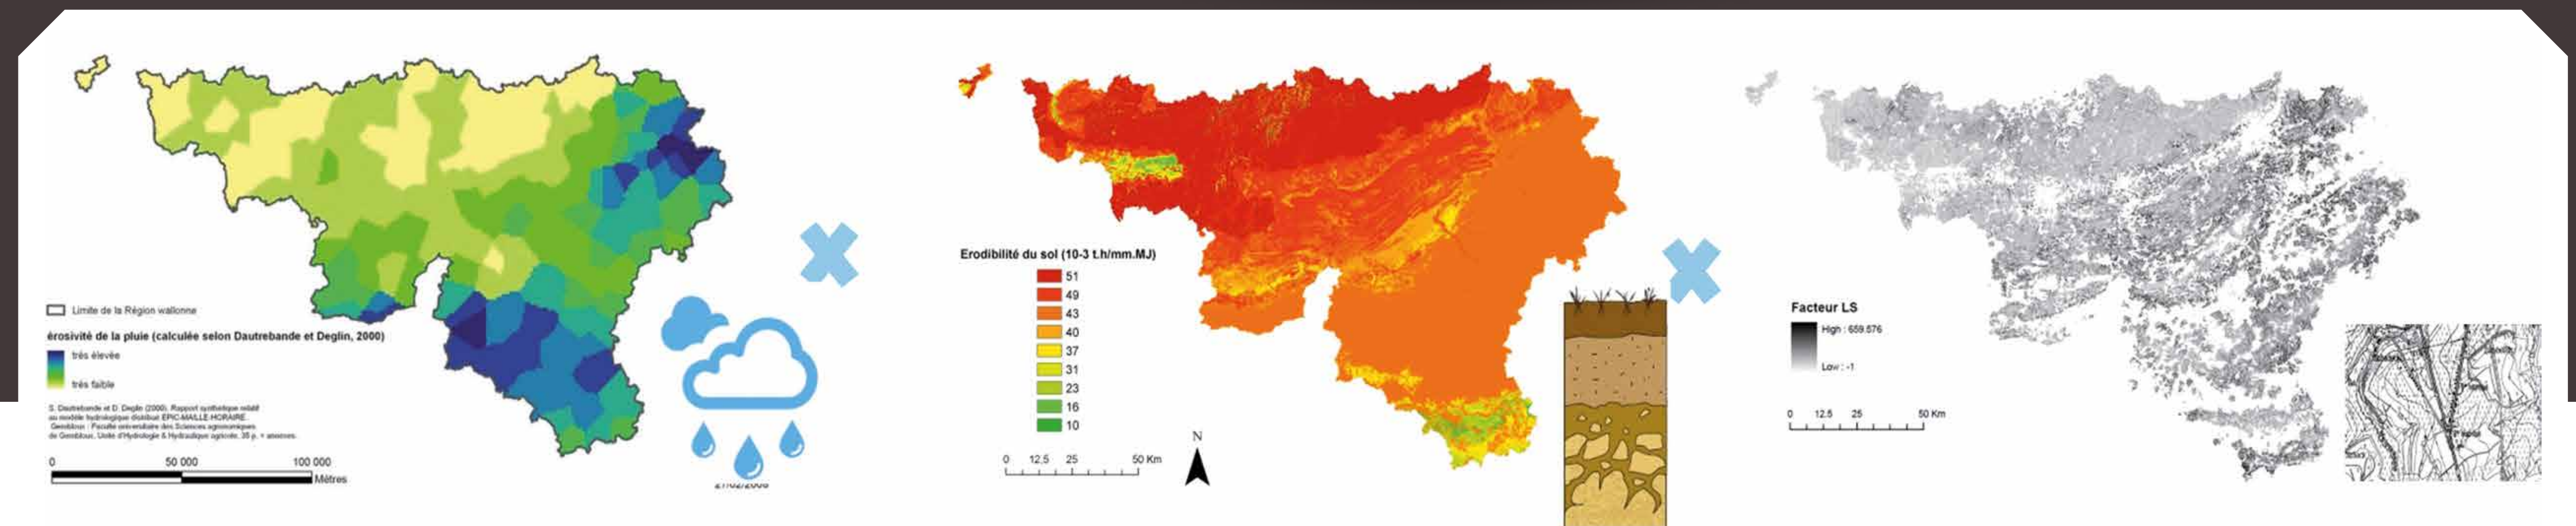 Limite de la Région wallonne
érosivité de la pluie (calculée selon Dautrebande et Deglin, 2000)
très élevée
très faible
S. Dautrebande et D. Deglin (2000). Rapport synthétique relatif
au modèle hydrologique distribué EPIC-MAILLE-HORAIRE.
Gembloux : Faculté universitaire des Sciences agronomiques
de Gembloux, Unité d'Hydrologie & Hydraulique agricole, 35 p. + annexes.
0 50 000 100 000
Mètres
Erodibilité du sol (10-3 t.h/mm.MJ)
51
49
43
40
37
31
23
16
10
0 12,5 25 50 Km
N
Facteur LS
High : 659.576
Low : -1
0 12.5 25 50 Km